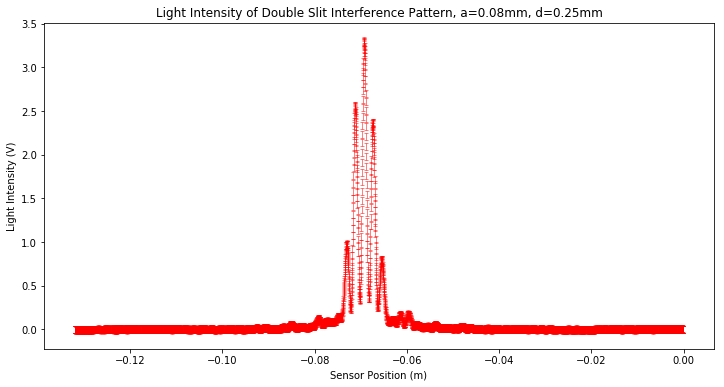 Light Intensity of Double Slit Interference Pattern, a=0.08mm, d=0.25mm
3.5
3.0
2.5
2.0
1.5
1.0
0.5
0.0
Light Intensity (V)
−0.12 −0.10 −0.08 −0.06 −0.04 −0.02 0.00
Sensor Position (m)